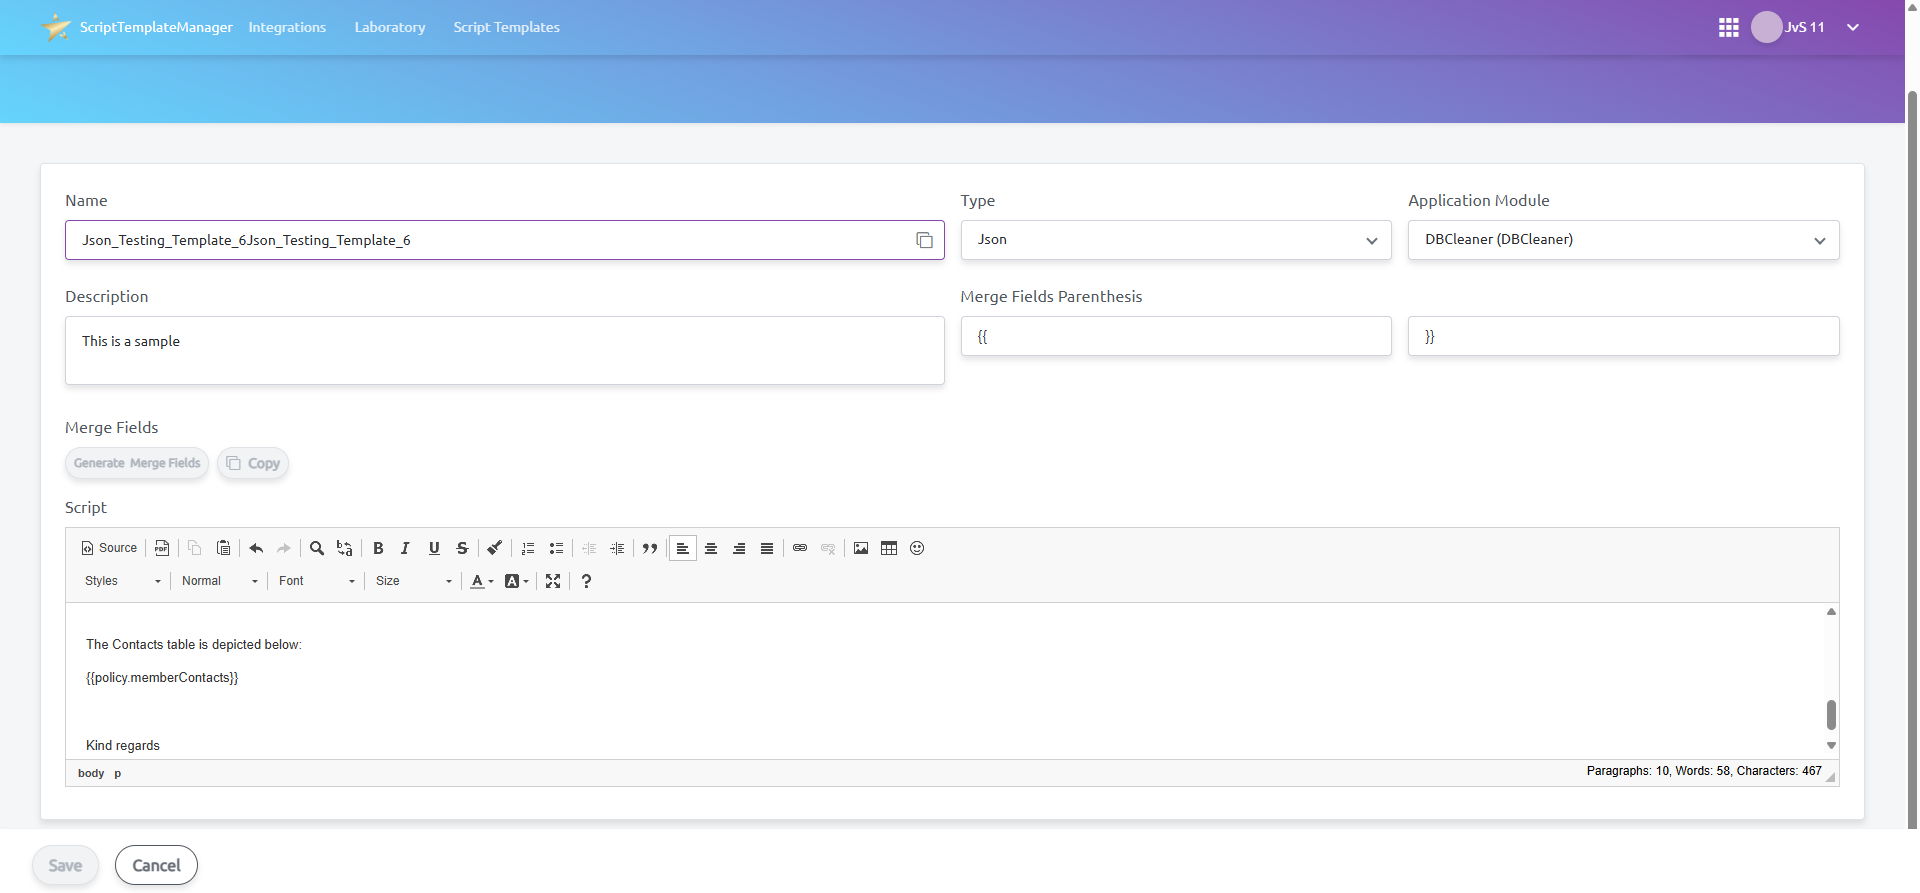 ScriptTemplateManager Integrations Laboratory Script Templates JvS 11
Name Type Application Module
Json_Testing_Template_6Json_Testing_Template_6 Json DBCleaner (DBCleaner)
Description Merge Fields Parenthesis
This is a sample {{ }}
Merge Fields
Generate Merge Fields Copy
Script
Source PDF B I U S
Styles Normal Font Size A A ?
The Contacts table is depicted below:
{{policy.memberContacts}}
Kind regards
body p Paragraphs: 10, Words: 58, Characters: 467
Save Cancel